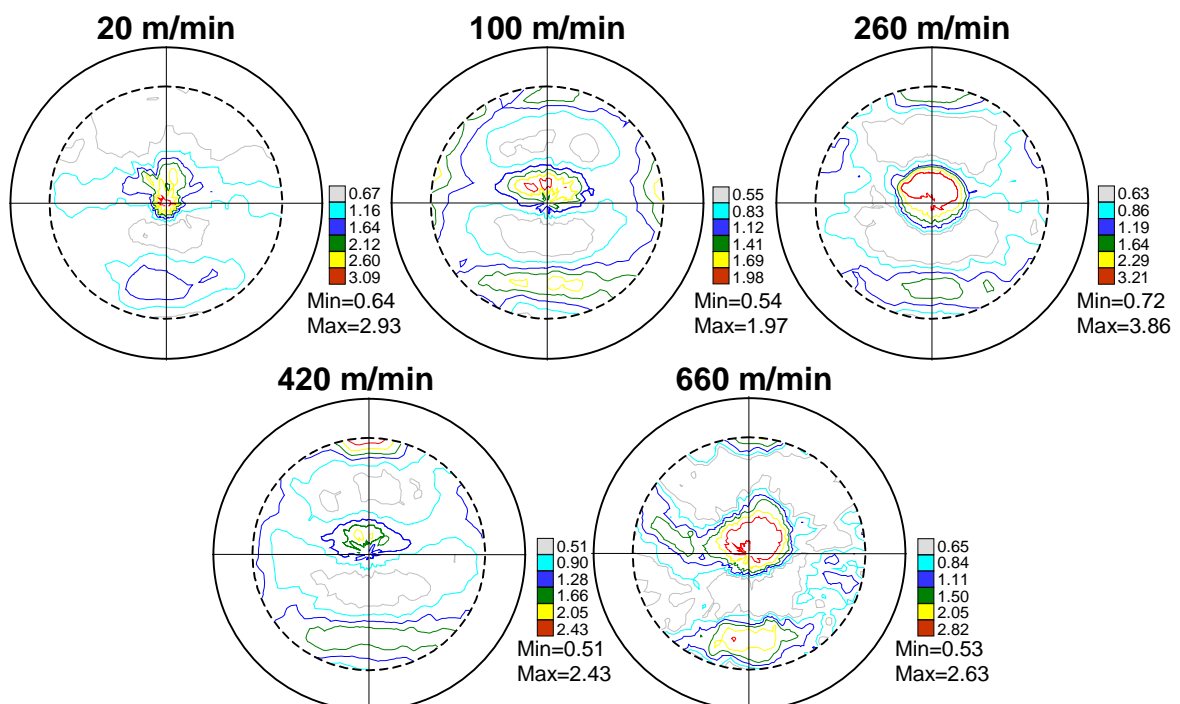 20 m/min
100 m/min
260 m/min
0.67
1.16
1.64
2.12
2.60
3.09
Min=0.64
Max=2.93
0.55
0.83
1.12
1.41
1.69
1.98
Min=0.54
Max=1.97
0.63
0.86
1.19
1.64
2.29
3.21
Min=0.72
Max=3.86
420 m/min
660 m/min
0.51
0.90
1.28
1.66
2.05
2.43
Min=0.51
Max=2.43
0.65
0.84
1.11
1.50
2.05
2.82
Min=0.53
Max=2.63